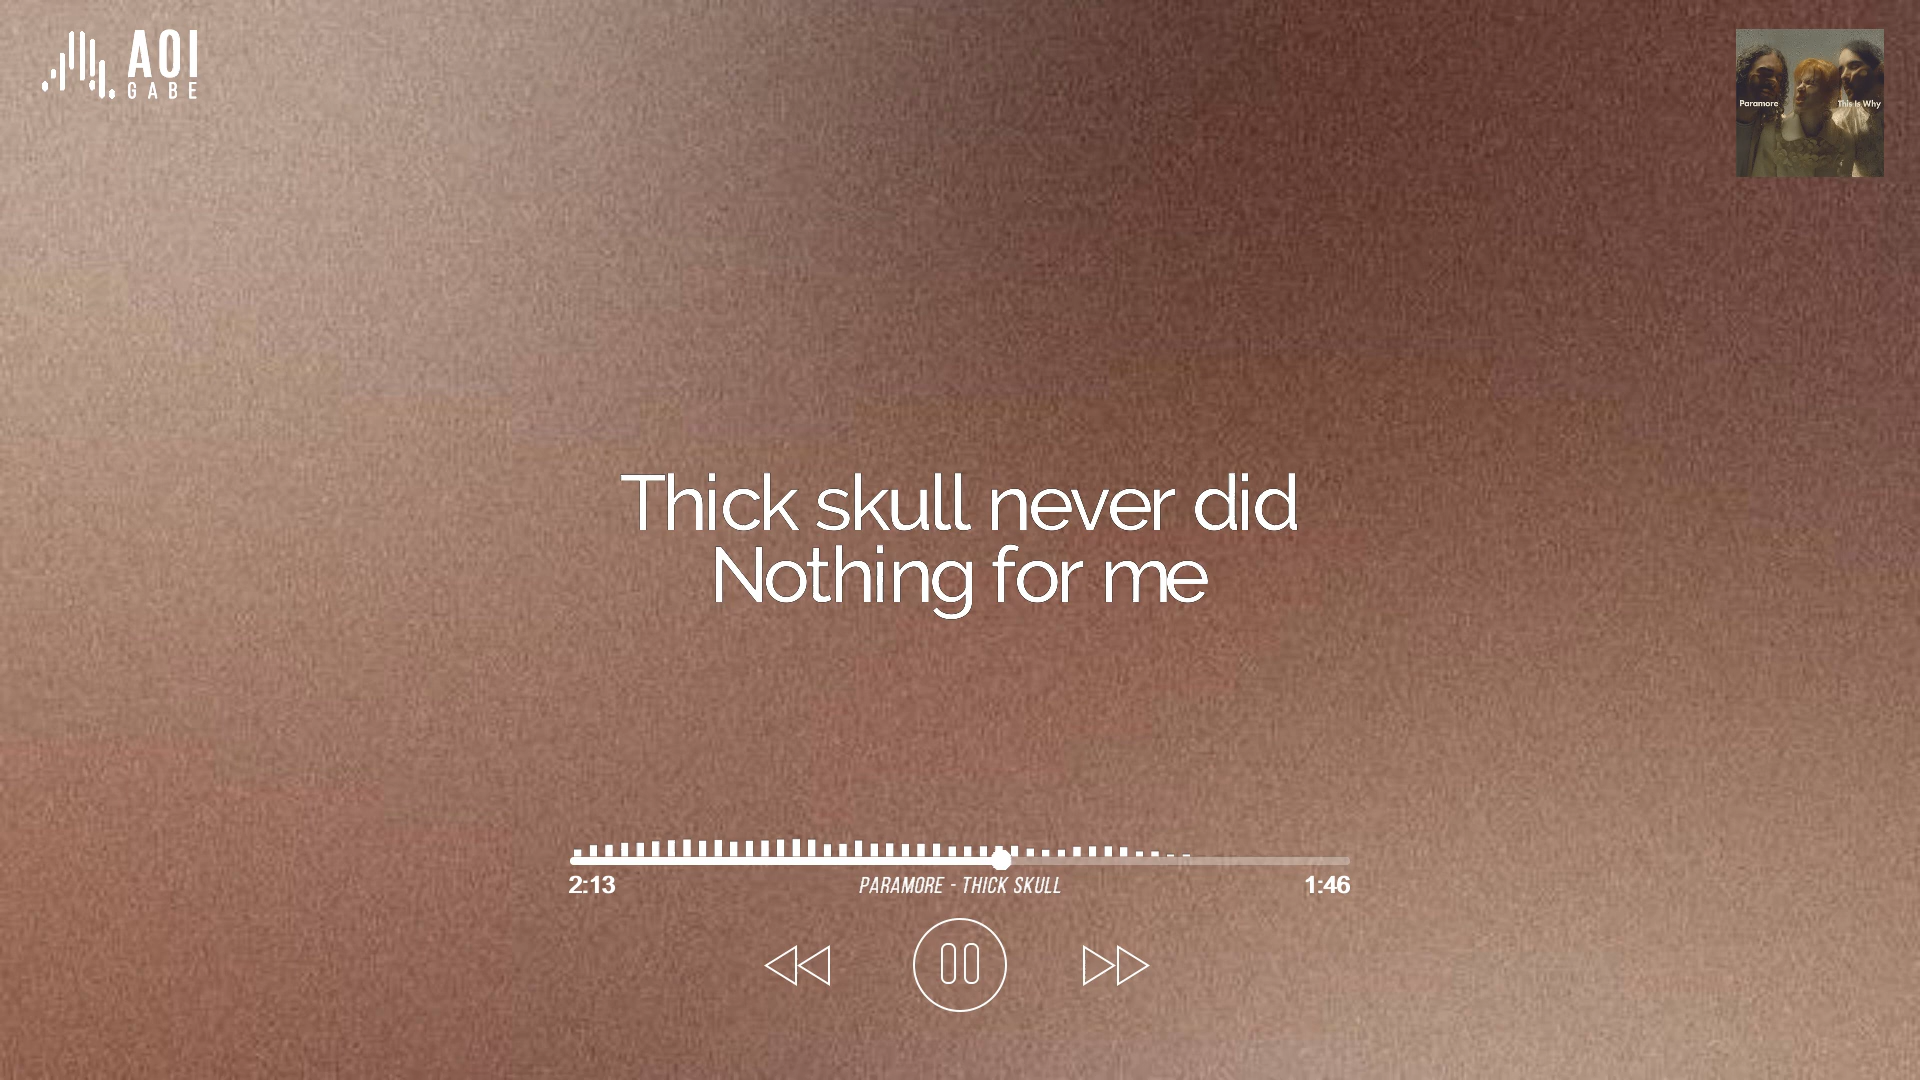 AOI
GABE
Paramore
This Is Why
Thick skull never did
Nothing for me
2:13
PARAMORE - THICK SKULL
1:46